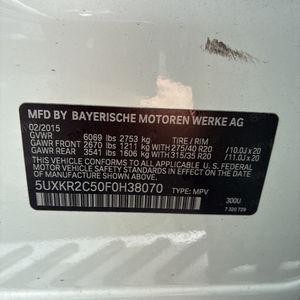 MFD BY BAYERISCHE MOTOREN WERKE AG
02/2015
GVWR 6069 lbs 2753 kg TIRE / RIM
GAWR FRONT 2670 lbs 1211 kg WITH 275/40 R20 /10.0J x 20
GAWR REAR 3541 lbs 1606 kg WITH 315/35 R20 /11.0J x 20
THIS VEHICLE CONFORMS TO ALL APPLICABLE U.S. FEDERAL
MOTOR VEHICLE SAFETY STANDARDS IN EFFECT ON THE
DATE OF MANUFACTURE SHOWN ABOVE.
5UXKR2C50F0H38070 TYPE: MPV
300U
7 320 729